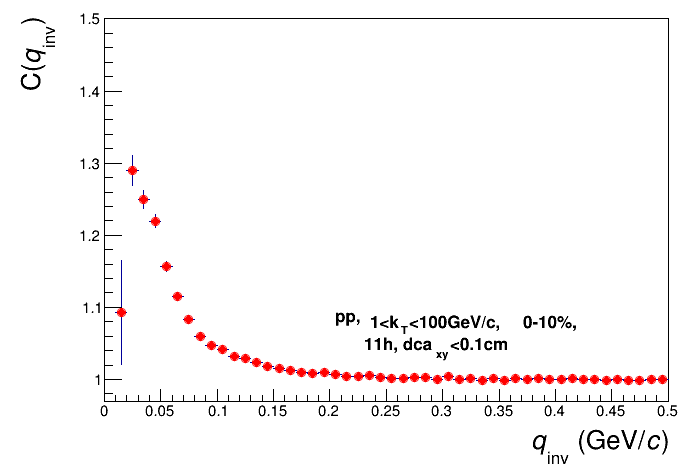 C(q_inv)
1.5
1.4
1.3
1.2
1.1
1
pp, 1<k_T<100GeV/c, 0-10%,
11h, dca_xy<0.1cm
0 0.05 0.1 0.15 0.2 0.25 0.3 0.35 0.4 0.45 0.5
q_inv (GeV/c)